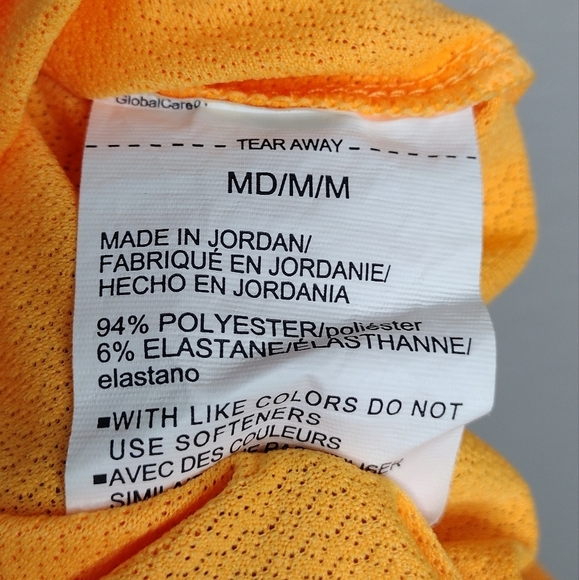 TEAR AWAY
MD/M/M
MADE IN JORDAN/
FABRIQUÉ EN JORDANIE/
HECHO EN JORDANIA
94% POLYESTER/poliéster
6% ELASTANE/ÉLASTHANNE/
elastano
■WITH LIKE COLORS DO NOT
USE SOFTENERS
■AVEC DES COULEURS